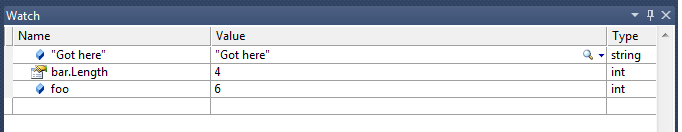 Watch
Name Value Type
"Got here" "Got here" string
bar.Length 4 int
foo 6 int